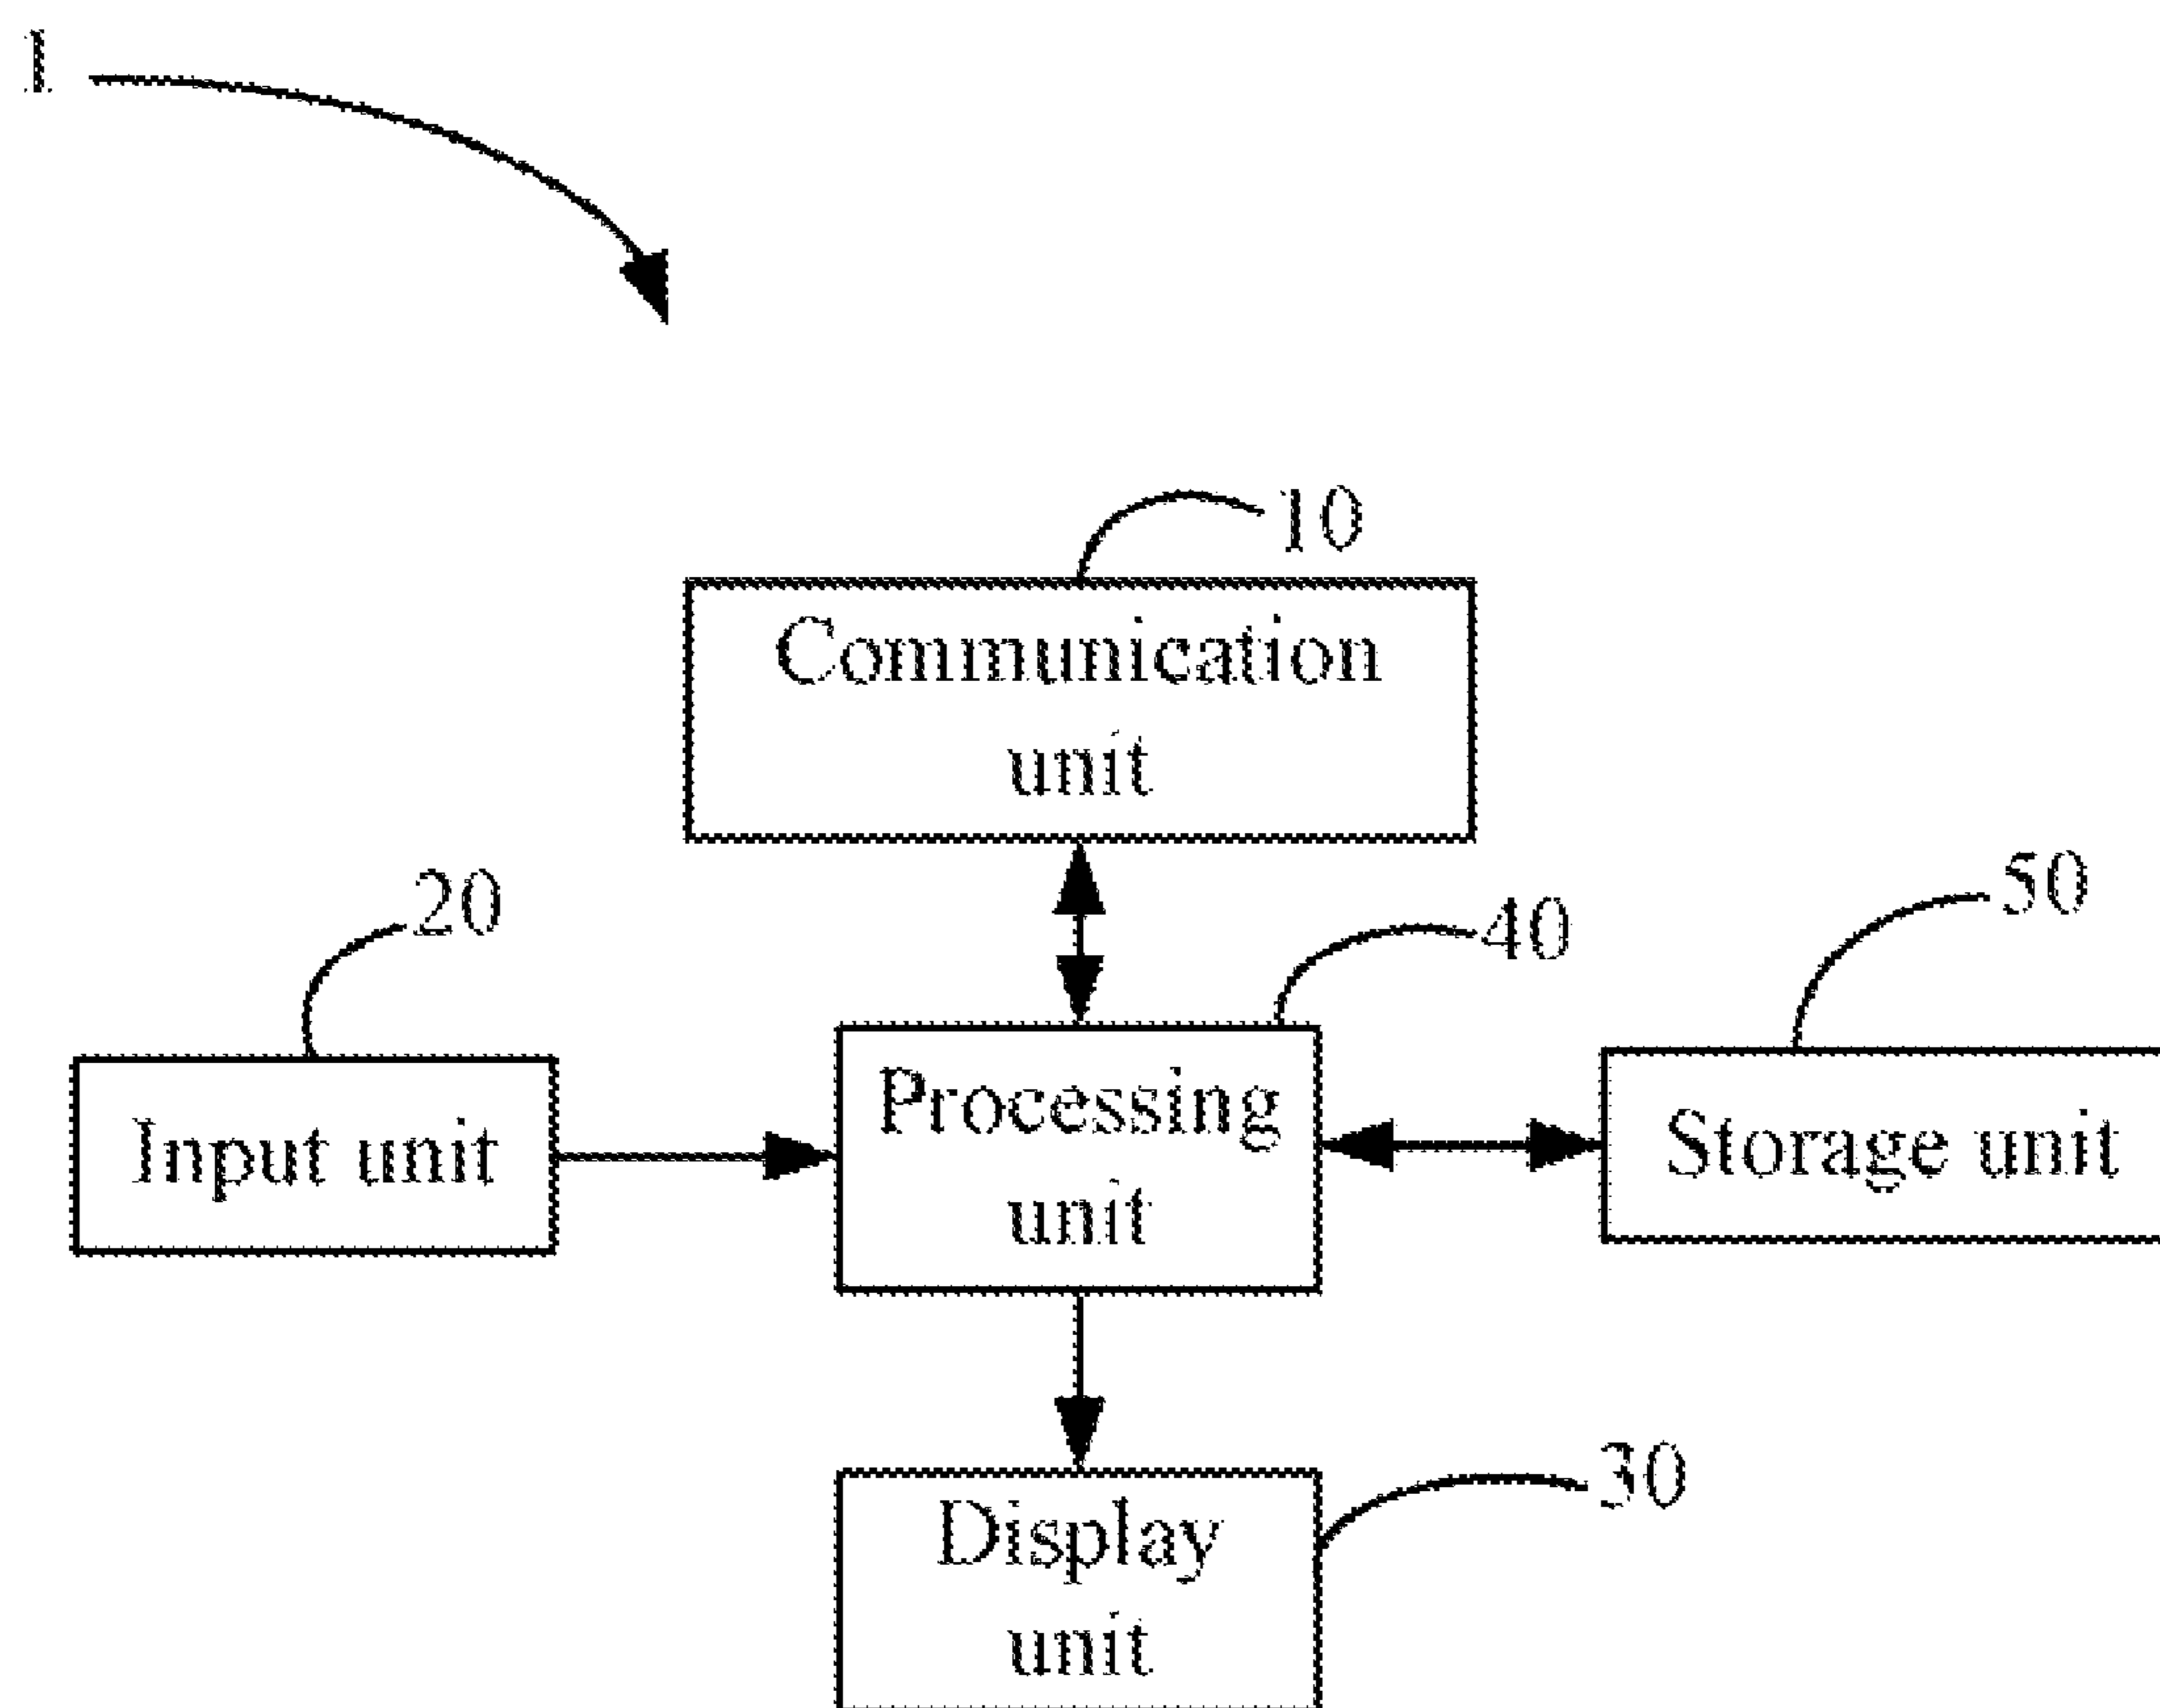 1
10
Communication
unit
20
40
50
Input unit
Processing
unit
Storage unit
30
Display
unit